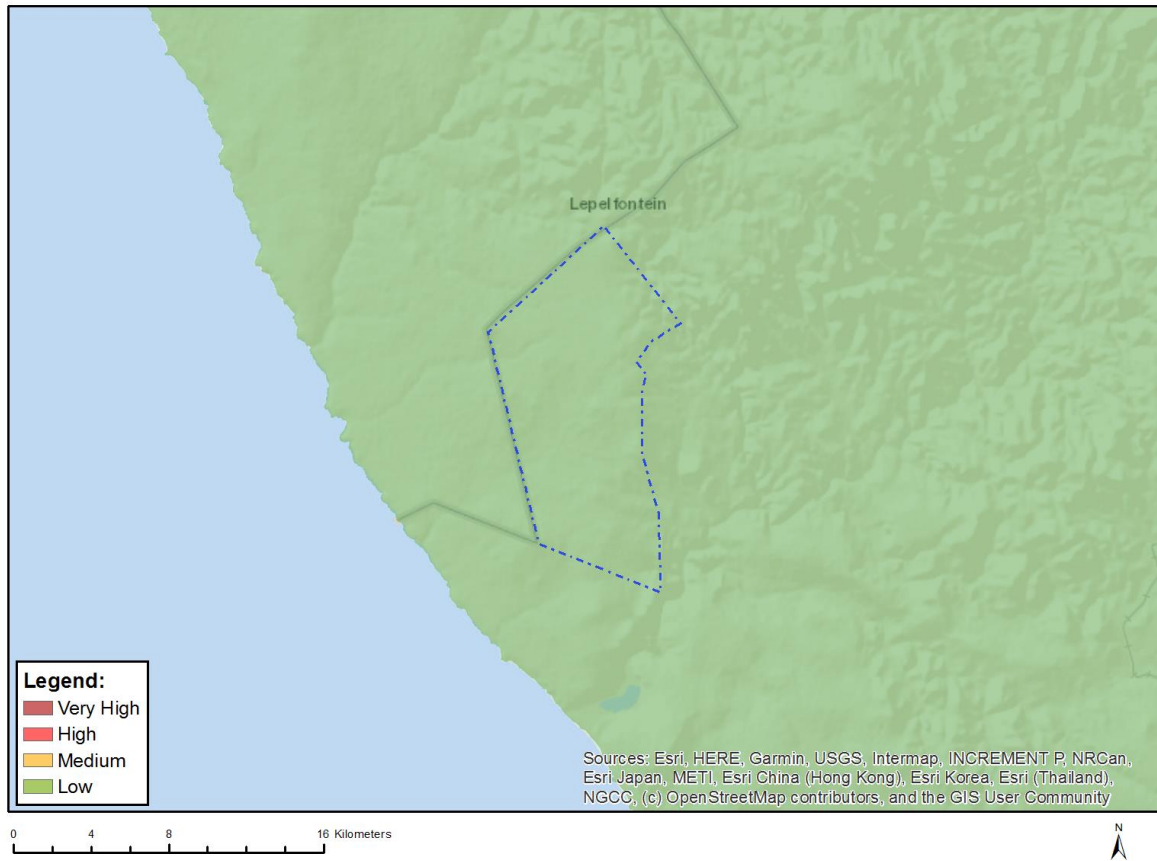 Lepelfontein
Legend:
Very High
High
Medium
Low
Sources: Esri, HERE, Garmin, USGS, Intermap, INCREMENT P, NRCan,
Esri Japan, METI, Esri China (Hong Kong), Esri Korea, Esri (Thailand),
NGCC, (c) OpenStreetMap contributors, and the GIS User Community
0 4 8 16 Kilometers
N